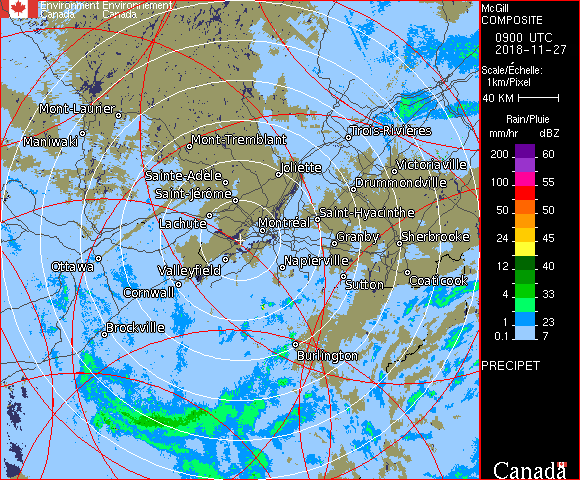 Environment Environnement
Canada Canada
McGill
COMPOSITE
0900 UTC
2018-11-27
Scale/Échelle:
1km/Pixel
40 KM
Rain/Pluie
mm/hr dBZ
200 60
100 55
50 50
24 45
12 40
4 33
1 23
0.1 7
PRECIPET
Canada
Mont-Laurier
Maniwaki
Mont-Tremblant
Trois-Rivières
Joliette
Victoriaville
Sainte-Adèle
Drummondville
Saint-Jérôme
Lachute
Saint-Hyacinthe
Montréal
Granby
Sherbrooke
Ottawa
Valleyfield
Napierville
Cornwall
Sutton
Coaticook
Brockville
Burlington